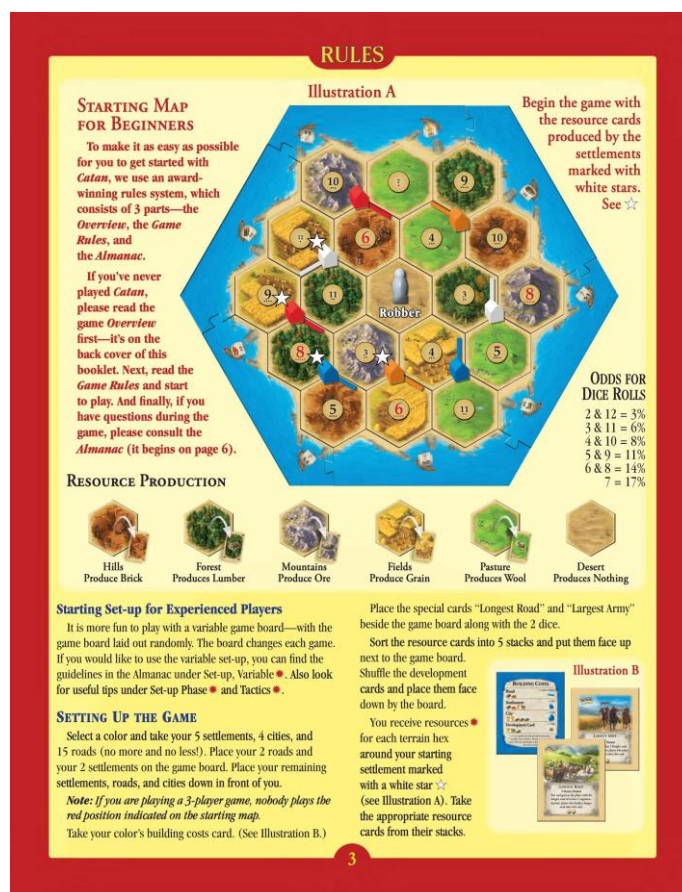 RULES
STARTING MAP
FOR BEGINNERS
To make it as easy as possible
for you to get started with
Catan, we use an award-
winning rules system, which
consists of 3 parts—the
Overview, the Game
Rules, and
the Almanac.
If you've never
played Catan,
please read the
game Overview
first—it's on the
back cover of this
booklet. Next, read the
Game Rules and start
to play. And finally, if you
have questions during the
game, please consult the
Almanac (it begins on page 6).
Illustration A
10
2
9
12
6
4
10
9
11
Robber
3
8
8
3
4
5
5
6
11
Begin the game with
the resource cards
produced by the
settlements
marked with
white stars.
See ☆
ODDS FOR
DICE ROLLS
2 & 12 = 3%
3 & 11 = 6%
4 & 10 = 8%
5 & 9 = 11%
6 & 8 = 14%
7 = 17%
RESOURCE PRODUCTION
Hills
Produce Brick
Forest
Produces Lumber
Mountains
Produce Ore
Fields
Produce Grain
Pasture
Produces Wool
Desert
Produces Nothing
Starting Set-up for Experienced Players
It is more fun to play with a variable game board—with the
game board laid out randomly. The board changes each game.
If you would like to use the variable set-up, you can find the
guidelines in the Almanac under Set-up, Variable✹. Also look
for useful tips under Set-up Phase✹ and Tactics✹.
SETTING UP THE GAME
Select a color and take your 5 settlements, 4 cities, and
15 roads (no more and no less!). Place your 2 roads and
your 2 settlements on the game board. Place your remaining
settlements, roads, and cities down in front of you.
Note: If you are playing a 3-player game, nobody plays the
red position indicated on the starting map.
Take your color's building costs card. (See Illustration B.)
Place the special cards “Longest Road” and “Largest Army”
beside the game board along with the 2 dice.
Sort the resource cards into 5 stacks and put them face up
next to the game board.
Shuffle the development
cards and place them face
down by the board.
You receive resources✹
for each terrain hex
around your starting
settlement marked
with a white star ☆
(see Illustration A). Take
the appropriate resource
cards from their stacks.
Illustration B
BUILDING COSTS
Road
Settlement
City
Development Card
LARGEST ARMY
LONGEST ROAD
3